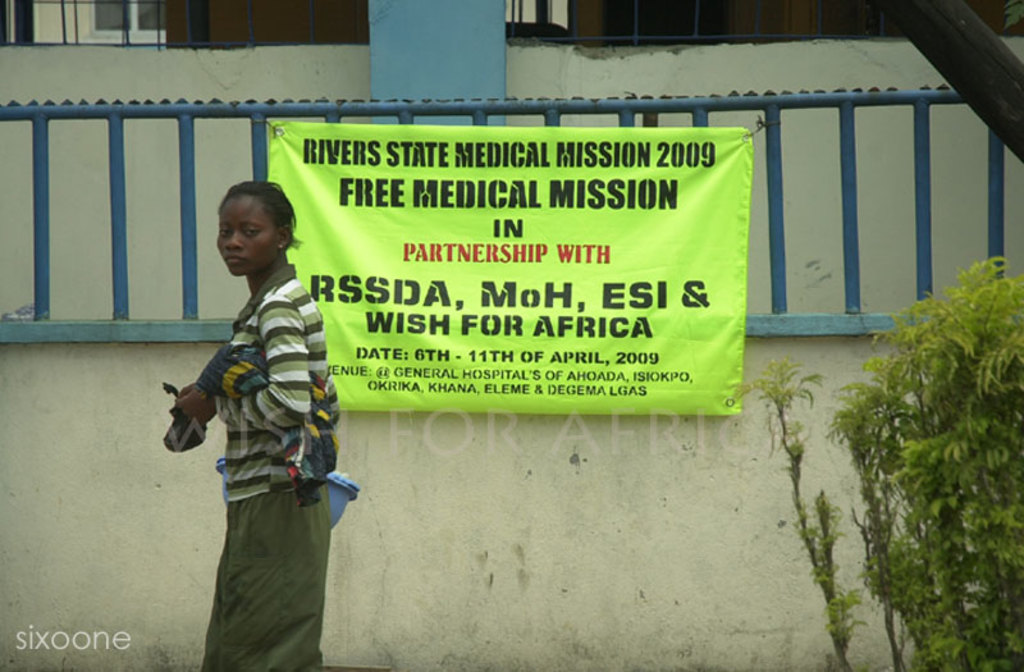 RIVERS STATE MEDICAL MISSION 2009
FREE MEDICAL MISSION
IN
PARTNERSHIP WITH
RSSDA, MoH, ESI &
WISH FOR AFRICA
DATE: 6TH - 11TH OF APRIL, 2009
ENUE: @ GENERAL HOSPITAL'S OF AHOADA, ISIOKPO,
OKRIKA, KHANA, ELEME & DEGEMA LGAS
WISH FOR AFRICA
sixoone